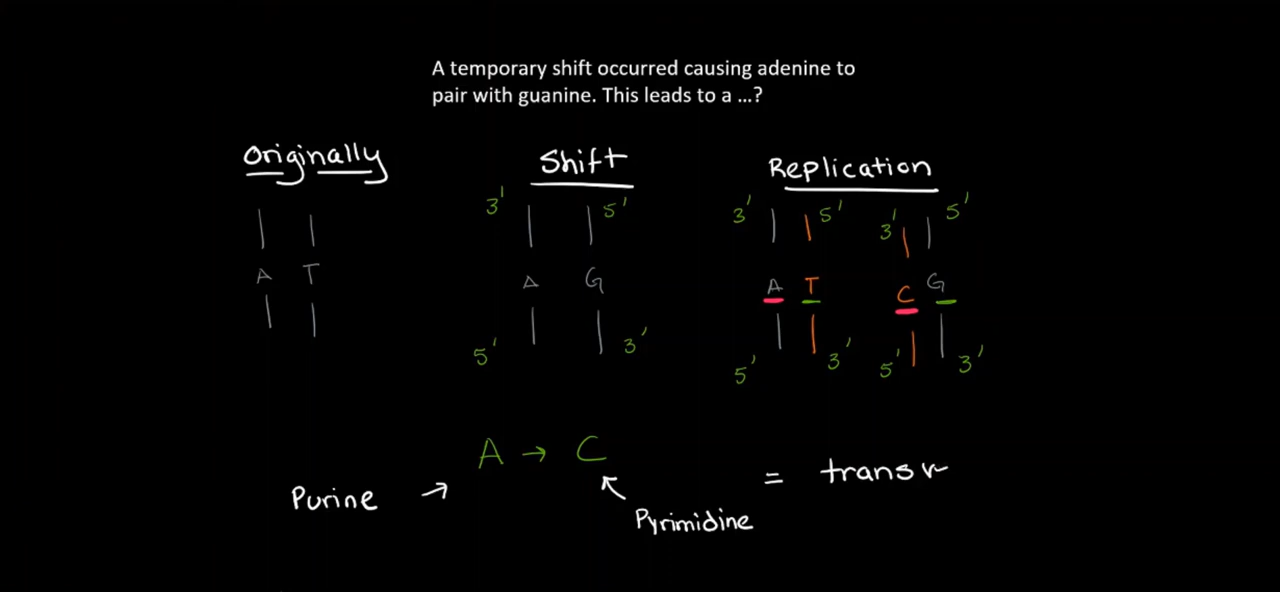 A temporary shift occurred causing adenine to
pair with guanine. This leads to a ...?
Originally
Shift
Replication
3' 5'
3' 5' 3' 5'
A T
A G
A T C G
5' 3'
5' 3' 5' 3'
A → C
Purine →
Pyrimidine
= transv